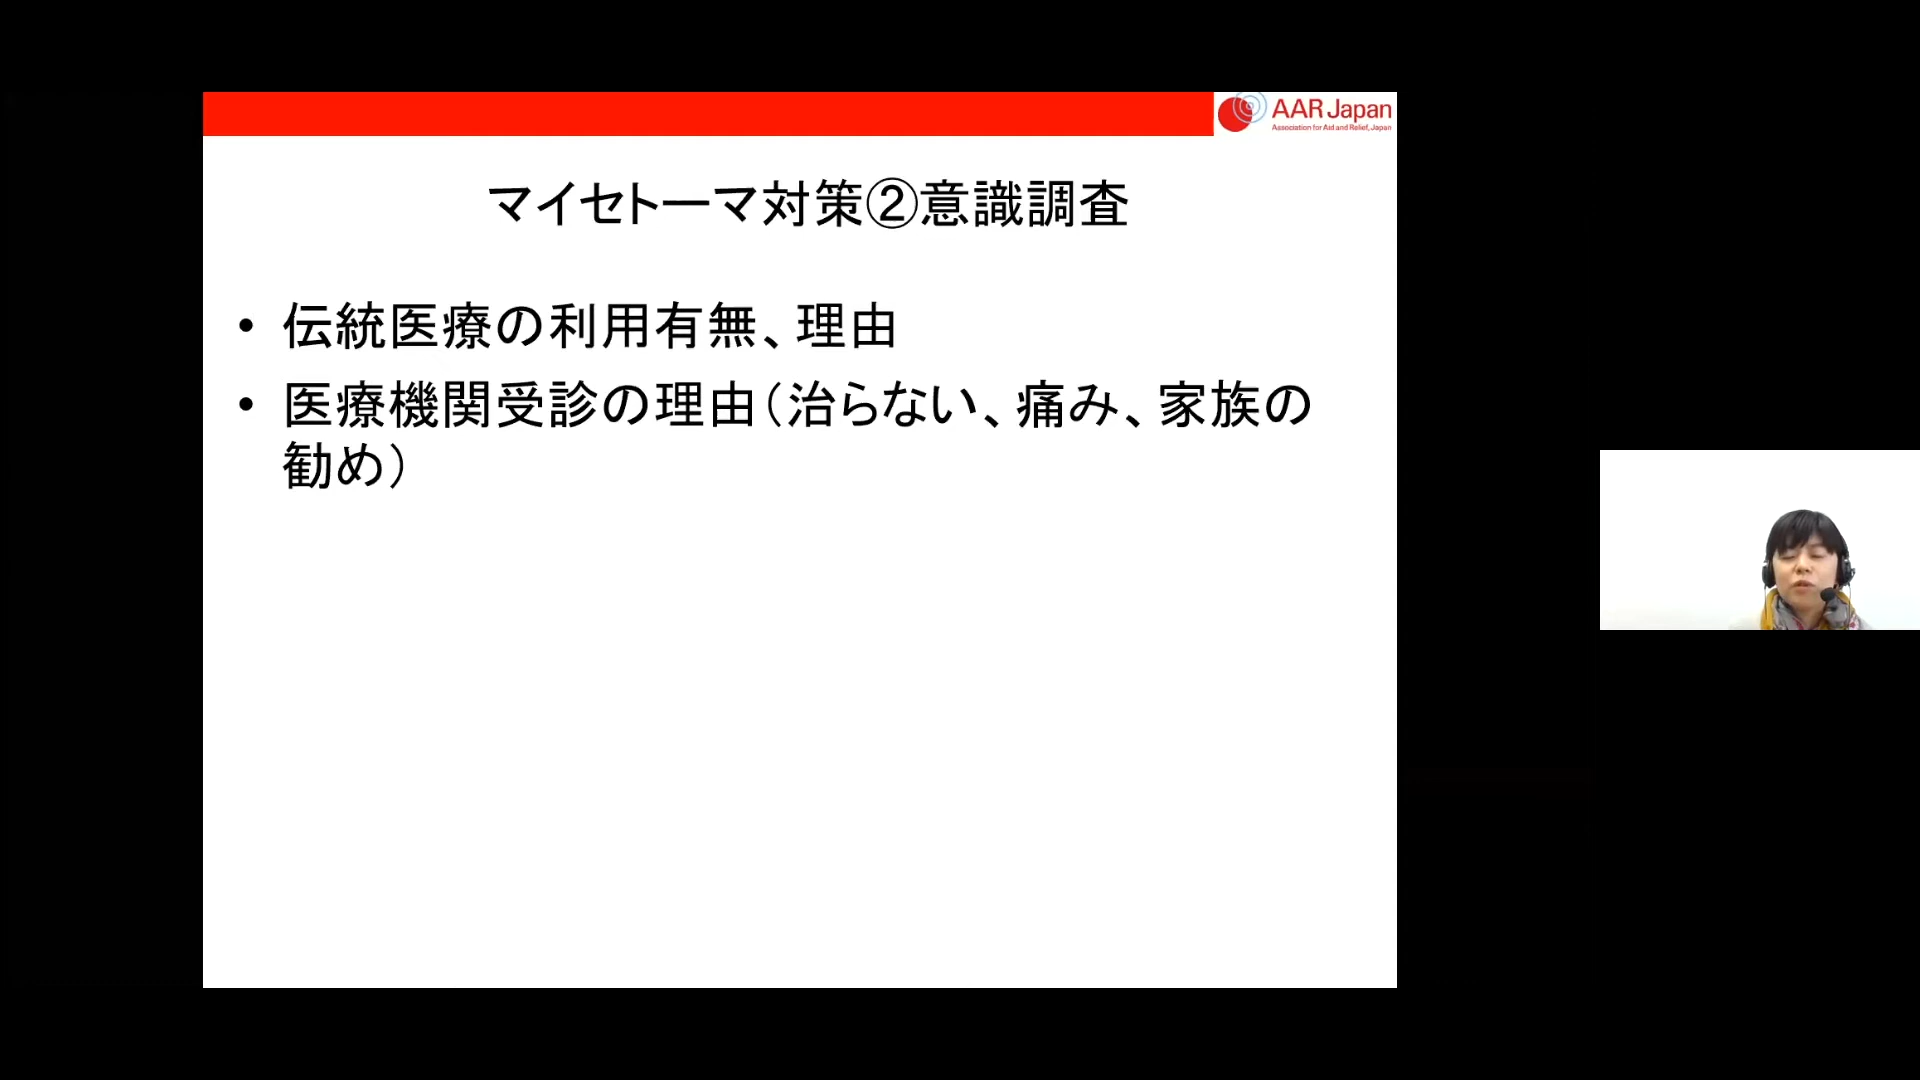 AAR Japan
Association for Aid and Relief, Japan
マイセトーマ対策②意識調査
• 伝統医療の利用有無、理由
• 医療機関受診の理由（治らない、痛み、家族の
勧め）